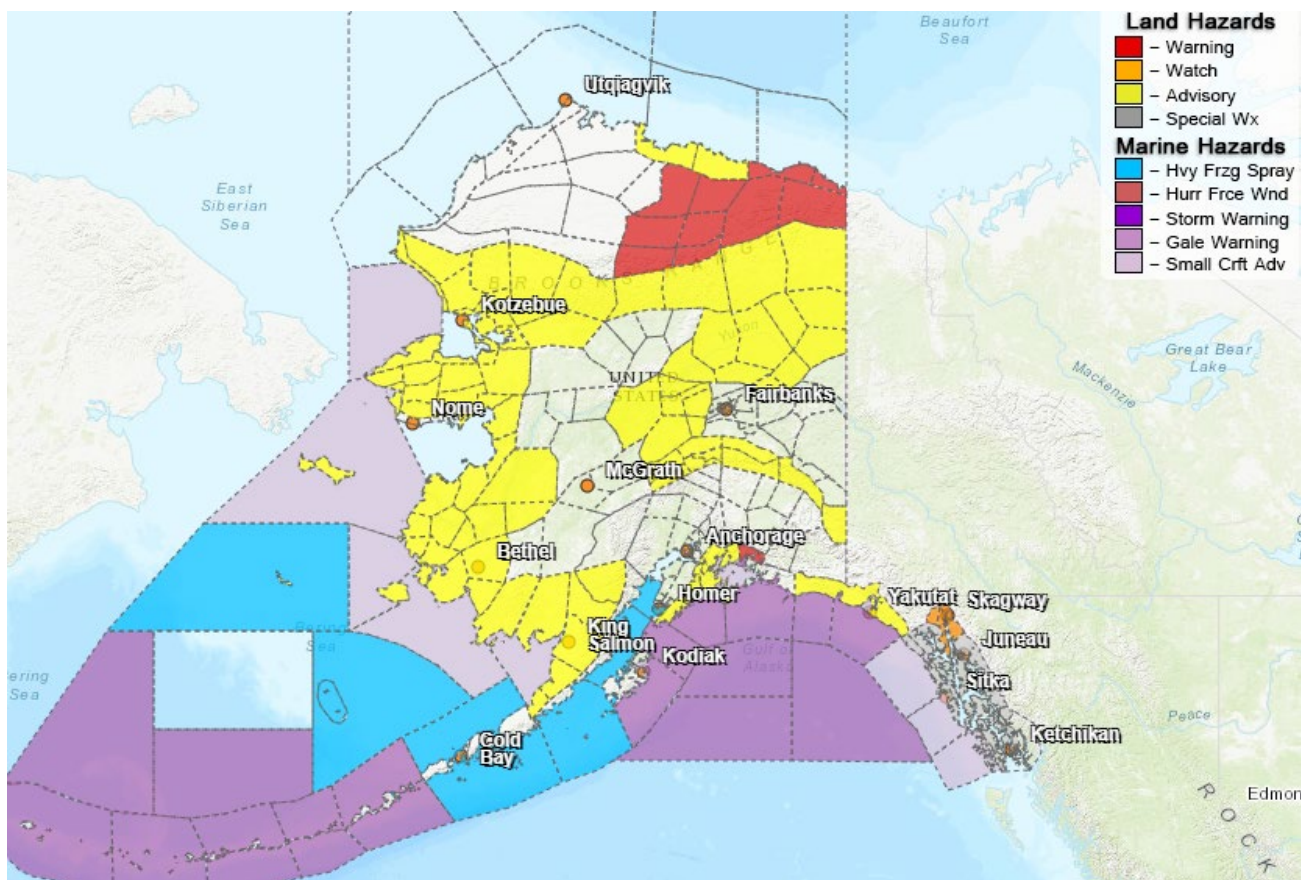 Beaufort
Sea
Land Hazards
– Warning
– Watch
– Advisory
– Special Wx
Marine Hazards
– Hvy Frzg Spray
– Hurr Frce Wnd
– Storm Warning
– Gale Warning
– Small Crft Adv
Utqiagvik
East
Siberian
Sea
BROOKS RANGE
Kotzebue
Yukon
Great Bear
Lake
Mackenzie
UNITED
STATES
Fairbanks
Nome
McGrath
Anchorage
Bethel
Homer
Yakutat
Skagway
King
Salmon
Juneau
Bering
Sea
Kodiak
Gulf of
Alaska
Sitka
ering
Sea
Ketchikan
Peace
Cold
Bay
Edmon
ROCK